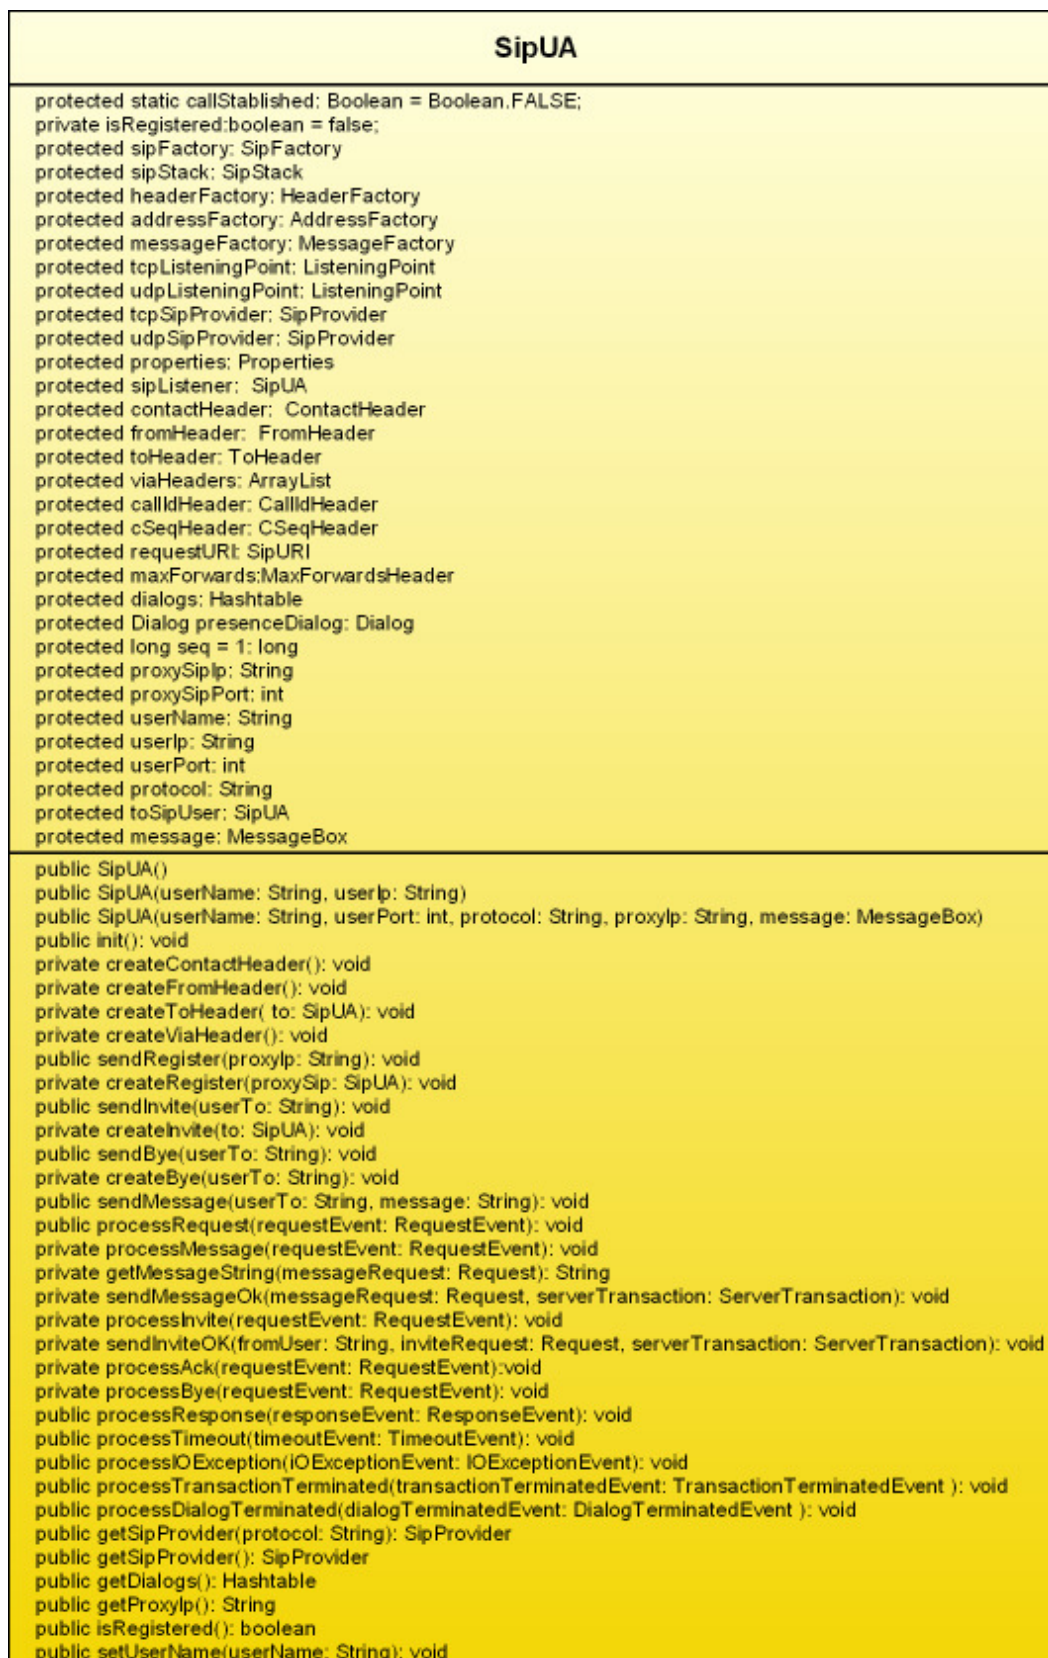 SipUA
protected static callStablished: Boolean = Boolean.FALSE;
private isRegistered:boolean = false;
protected sipFactory: SipFactory
protected sipStack: SipStack
protected headerFactory: HeaderFactory
protected addressFactory: AddressFactory
protected messageFactory: MessageFactory
protected tcpListeningPoint: ListeningPoint
protected udpListeningPoint: ListeningPoint
protected tcpSipProvider: SipProvider
protected udpSipProvider: SipProvider
protected properties: Properties
protected sipListener: SipUA
protected contactHeader: ContactHeader
protected fromHeader: FromHeader
protected toHeader: ToHeader
protected viaHeaders: ArrayList
protected callIdHeader: CallIdHeader
protected cSeqHeader: CSeqHeader
protected requestURI: SipURI
protected maxForwards:MaxForwardsHeader
protected dialogs: Hashtable
protected Dialog presenceDialog: Dialog
protected long seq = 1: long
protected proxySipIp: String
protected proxySipPort: int
protected userName: String
protected userIp: String
protected userPort: int
protected protocol: String
protected toSipUser: SipUA
protected message: MessageBox
public SipUA()
public SipUA(userName: String, userIp: String)
public SipUA(userName: String, userPort: int, protocol: String, proxyIp: String, message: MessageBox)
public init(): void
private createContactHeader(): void
private createFromHeader(): void
private createToHeader( to: SipUA): void
private createViaHeader(): void
public sendRegister(proxyIp: String): void
private createRegister(proxySip: SipUA): void
public sendInvite(userTo: String): void
private createInvite(to: SipUA): void
public sendBye(userTo: String): void
private createBye(userTo: String): void
public sendMessage(userTo: String, message: String): void
public processRequest(requestEvent: RequestEvent): void
private processMessage(requestEvent: RequestEvent): void
private getMessageString(messageRequest: Request): String
private sendMessageOk(messageRequest: Request, serverTransaction: ServerTransaction): void
private processInvite(requestEvent: RequestEvent): void
private sendInviteOK(fromUser: String, inviteRequest: Request, serverTransaction: ServerTransaction): void
private processAck(requestEvent: RequestEvent):void
private processBye(requestEvent: RequestEvent): void
public processResponse(responseEvent: ResponseEvent): void
public processTimeout(timeoutEvent: TimeoutEvent): void
public processIOException(iOExceptionEvent: IOExceptionEvent): void
public processTransactionTerminated(transactionTerminatedEvent: TransactionTerminatedEvent ): void
public processDialogTerminated(dialogTerminatedEvent: DialogTerminatedEvent ): void
public getSipProvider(protocol: String): SipProvider
public getSipProvider(): SipProvider
public getDialogs(): Hashtable
public getProxyIp(): String
public isRegistered(): boolean
public setUserName(userName: String): void